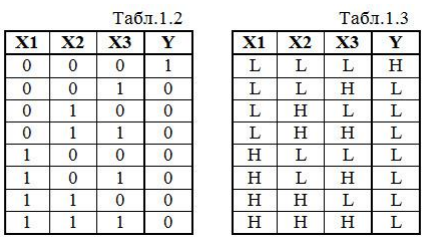 Табл.1.2
X1 X2 X3 Y
0 0 0 1
0 0 1 0
0 1 0 0
0 1 1 0
1 0 0 0
1 0 1 0
1 1 0 0
1 1 1 0
Табл.1.3
X1 X2 X3 Y
L L L H
L L H L
L H L L
L H H L
H L L L
H L H L
H H L L
H H H L